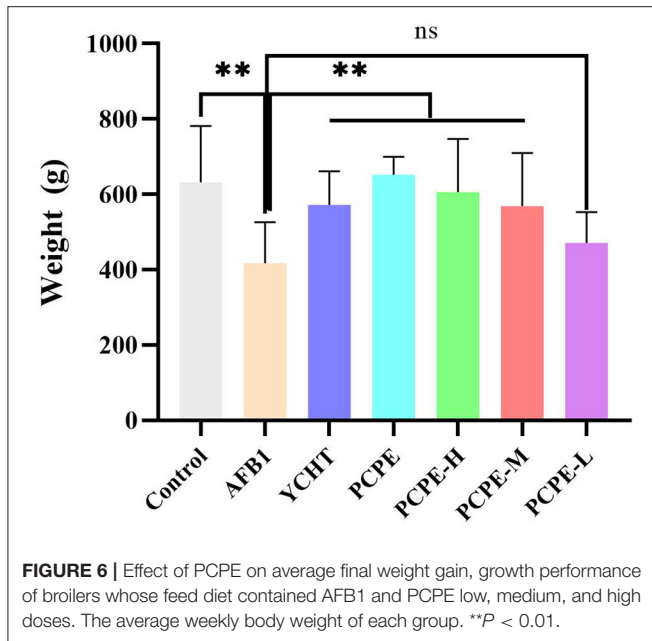 ns
** **
1000
800
600
400
200
0
Weight (g)
Control
AFB1
YCHT
PCPE
PCPE-H
PCPE-M
PCPE-L
FIGURE 6 | Effect of PCPE on average final weight gain, growth performance
of broilers whose feed diet contained AFB1 and PCPE low, medium, and high
doses. The average weekly body weight of each group. **P < 0.01.